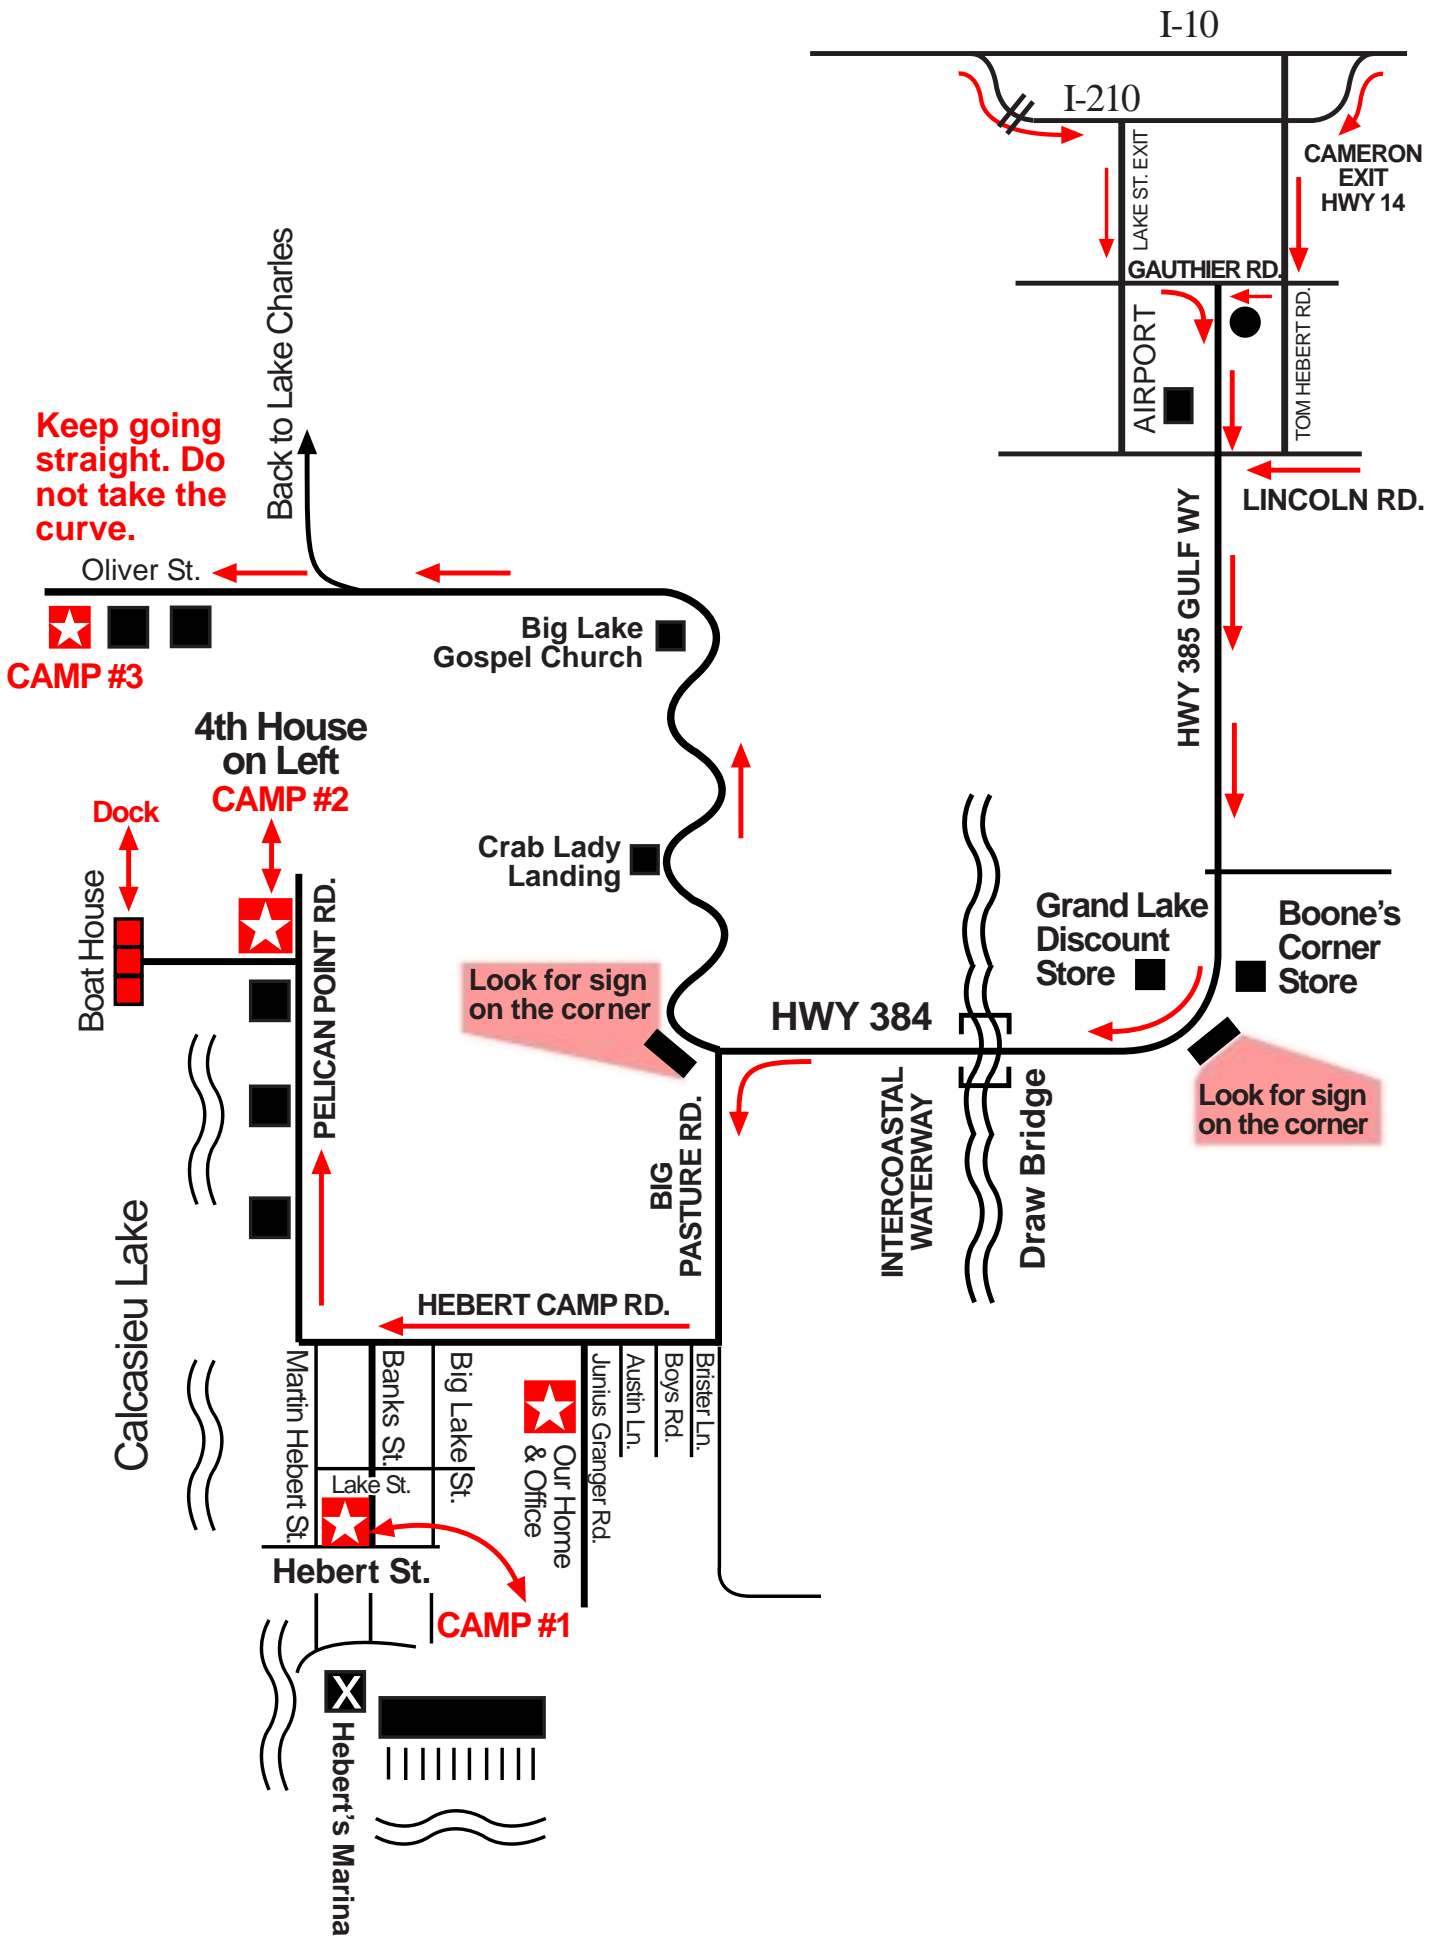 I-10
I-210
LAKE ST. EXIT
CAMERON
EXIT
HWY 14
GAUTHIER RD.
AIRPORT
TOM HEBERT RD.
LINCOLN RD.
HWY 385 GULF WY
Back to Lake Charles
Keep going
straight. Do
not take the
curve.
Oliver St.
CAMP #3
Big Lake
Gospel Church
4th House
on Left
CAMP #2
Dock
Boat House
PELICAN POINT RD.
Crab Lady
Landing
Look for sign
on the corner
Grand Lake
Discount
Store
Boone's
Corner
Store
HWY 384
INTERCOASTAL
WATERWAY
Draw Bridge
Look for sign
on the corner
BIG
PASTURE RD.
Calcasieu Lake
HEBERT CAMP RD.
Martin Hebert St.
Banks St.
Big Lake St.
Our Home
& Office
Junius Granger Rd.
Austin Ln.
Boys Rd.
Brister Ln.
Lake St.
Hebert St.
CAMP #1
X
Hebert's Marina